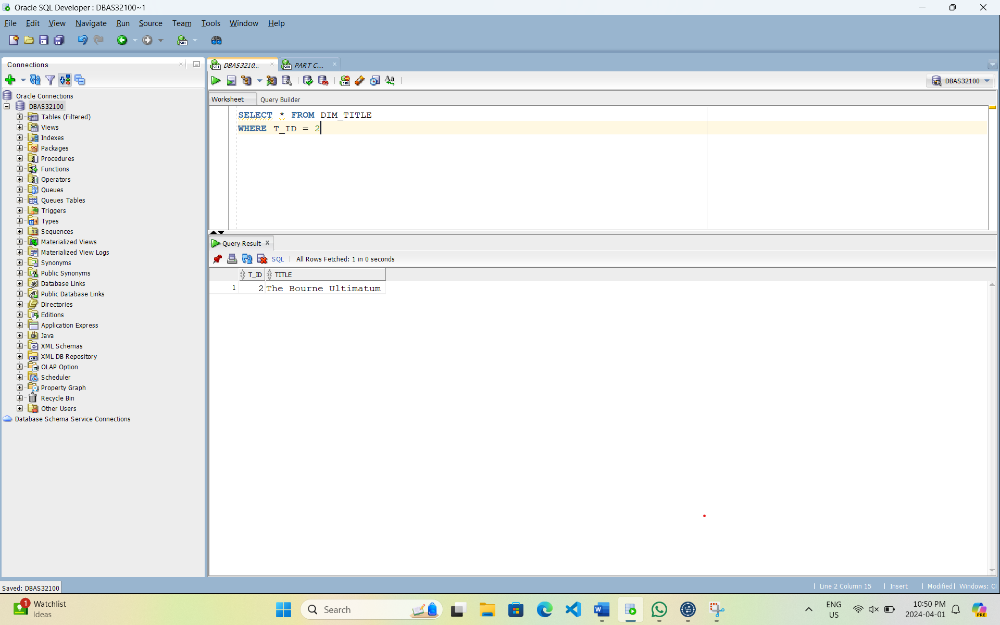 Oracle SQL Developer : DBAS32100~1
File Edit View Navigate Run Source Team Tools Window Help
Connections
DBAS3210...
PART C....
DBAS32100
Worksheet
Query Builder
SELECT * FROM DIM_TITLE
WHERE T_ID = 2
Oracle Connections
DBAS32100
Tables (Filtered)
Views
Indexes
Packages
Procedures
Functions
Operators
Queues
Queues Tables
Triggers
Types
Sequences
Materialized Views
Materialized View Logs
Synonyms
Public Synonyms
Database Links
Public Database Links
Directories
Editions
Application Express
Java
XML Schemas
XML DB Repository
OLAP Option
Scheduler
Property Graph
Recycle Bin
Other Users
Database Schema Service Connections
Query Result
SQL
All Rows Fetched: 1 in 0 seconds
T_ID TITLE
1 2 The Bourne Ultimatum
Saved: DBAS32100
Line 2 Column 15 | Insert | Modified | Windows: Cl
1
Watchlist
Ideas
Search
PRE
ENG
US
10:50 PM
2024-04-01